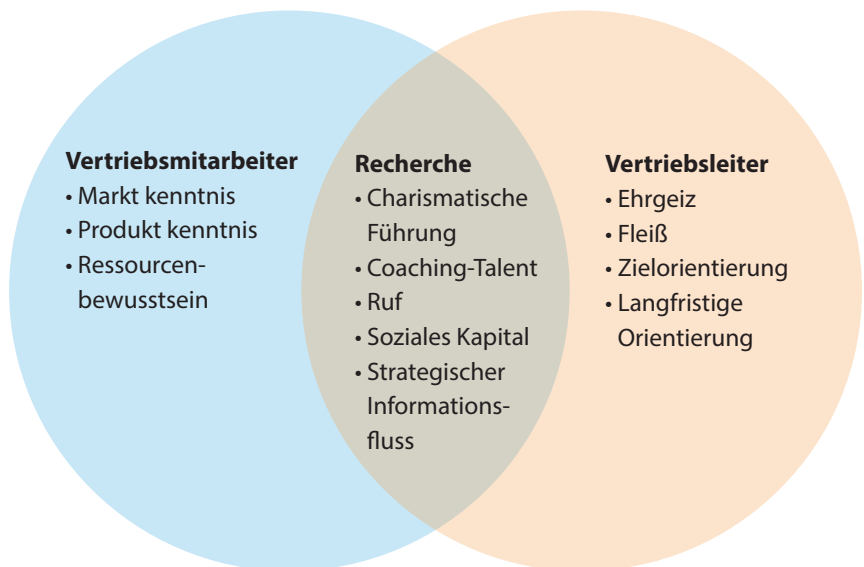 Vertriebsmitarbeiter
• Markt kenntnis
• Produkt kenntnis
• Ressourcen-
bewusstsein
Recherche
• Charismatische
Führung
• Coaching-Talent
• Ruf
• Soziales Kapital
• Strategischer
Informations-
fluss
Vertriebsleiter
• Ehrgeiz
• Fleiß
• Zielorientierung
• Langfristige
Orientierung